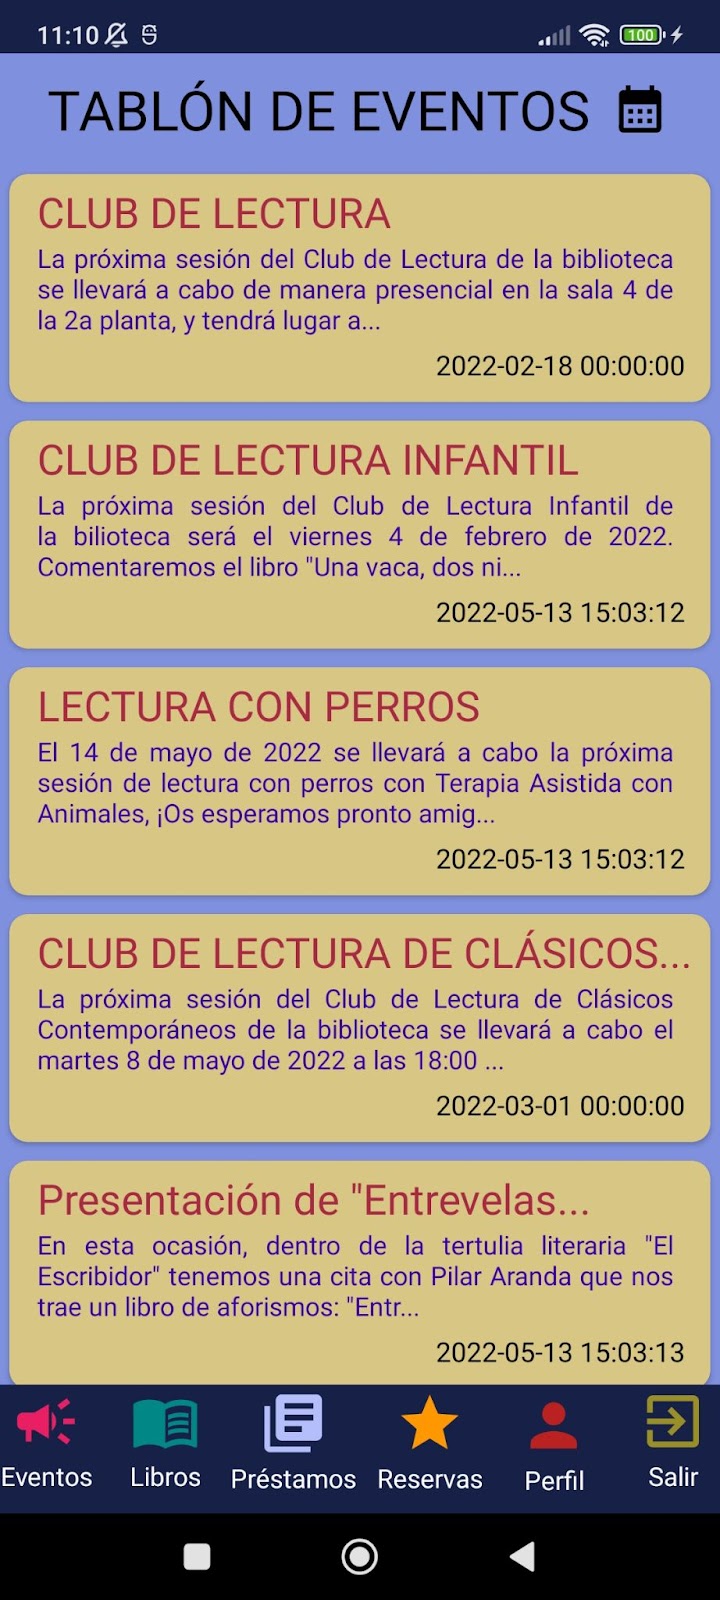 11:10
100
TABLÓN DE EVENTOS
CLUB DE LECTURA
La próxima sesión del Club de Lectura de la biblioteca
se llevará a cabo de manera presencial en la sala 4 de
la 2a planta, y tendrá lugar a...
2022-02-18 00:00:00
CLUB DE LECTURA INFANTIL
La próxima sesión del Club de Lectura Infantil de
la bilioteca será el viernes 4 de febrero de 2022.
Comentaremos el libro "Una vaca, dos ni...
2022-05-13 15:03:12
LECTURA CON PERROS
El 14 de mayo de 2022 se llevará a cabo la próxima
sesión de lectura con perros con Terapia Asistida con
Animales, ¡Os esperamos pronto amig...
2022-05-13 15:03:12
CLUB DE LECTURA DE CLÁSICOS...
La próxima sesión del Club de Lectura de Clásicos
Contemporáneos de la biblioteca se llevará a cabo el
martes 8 de mayo de 2022 a las 18:00 ...
2022-03-01 00:00:00
Presentación de "Entrevelas...
En esta ocasión, dentro de la tertulia literaria "El
Escribidor" tenemos una cita con Pilar Aranda que nos
trae un libro de aforismos: "Entr...
2022-05-13 15:03:13
Eventos Libros Préstamos Reservas Perfil Salir